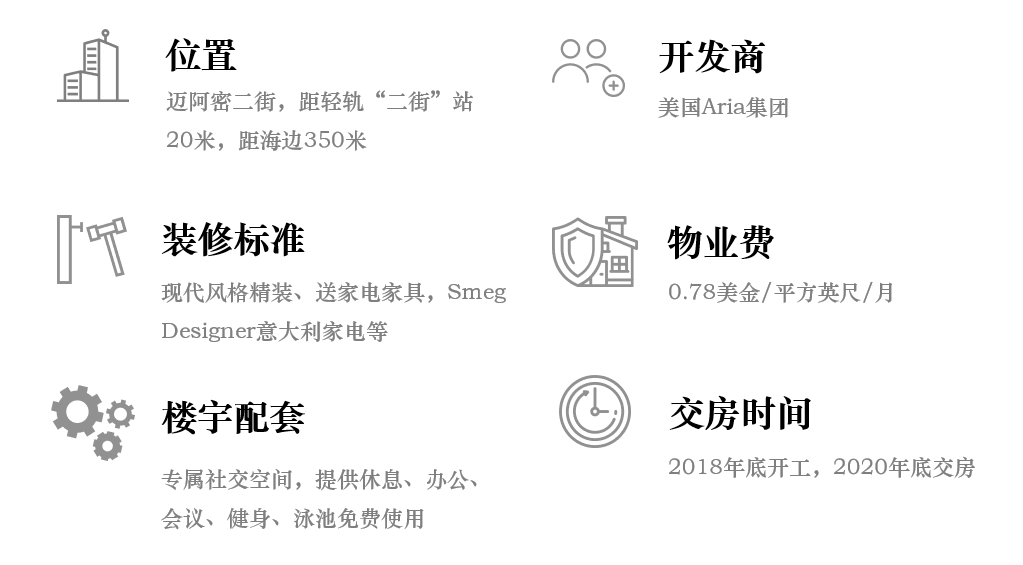 位置
迈阿密二街，距轻轨“二街”站
20米，距海边350米
开发商
美国Aria集团
装修标准
现代风格精装、送家电家具，Smeg
Designer意大利家电等
物业费
0.78美金/平方英尺/月
楼宇配套
专属社交空间，提供休息、办公、
会议、健身、泳池免费使用
交房时间
2018年底开工，2020年底交房